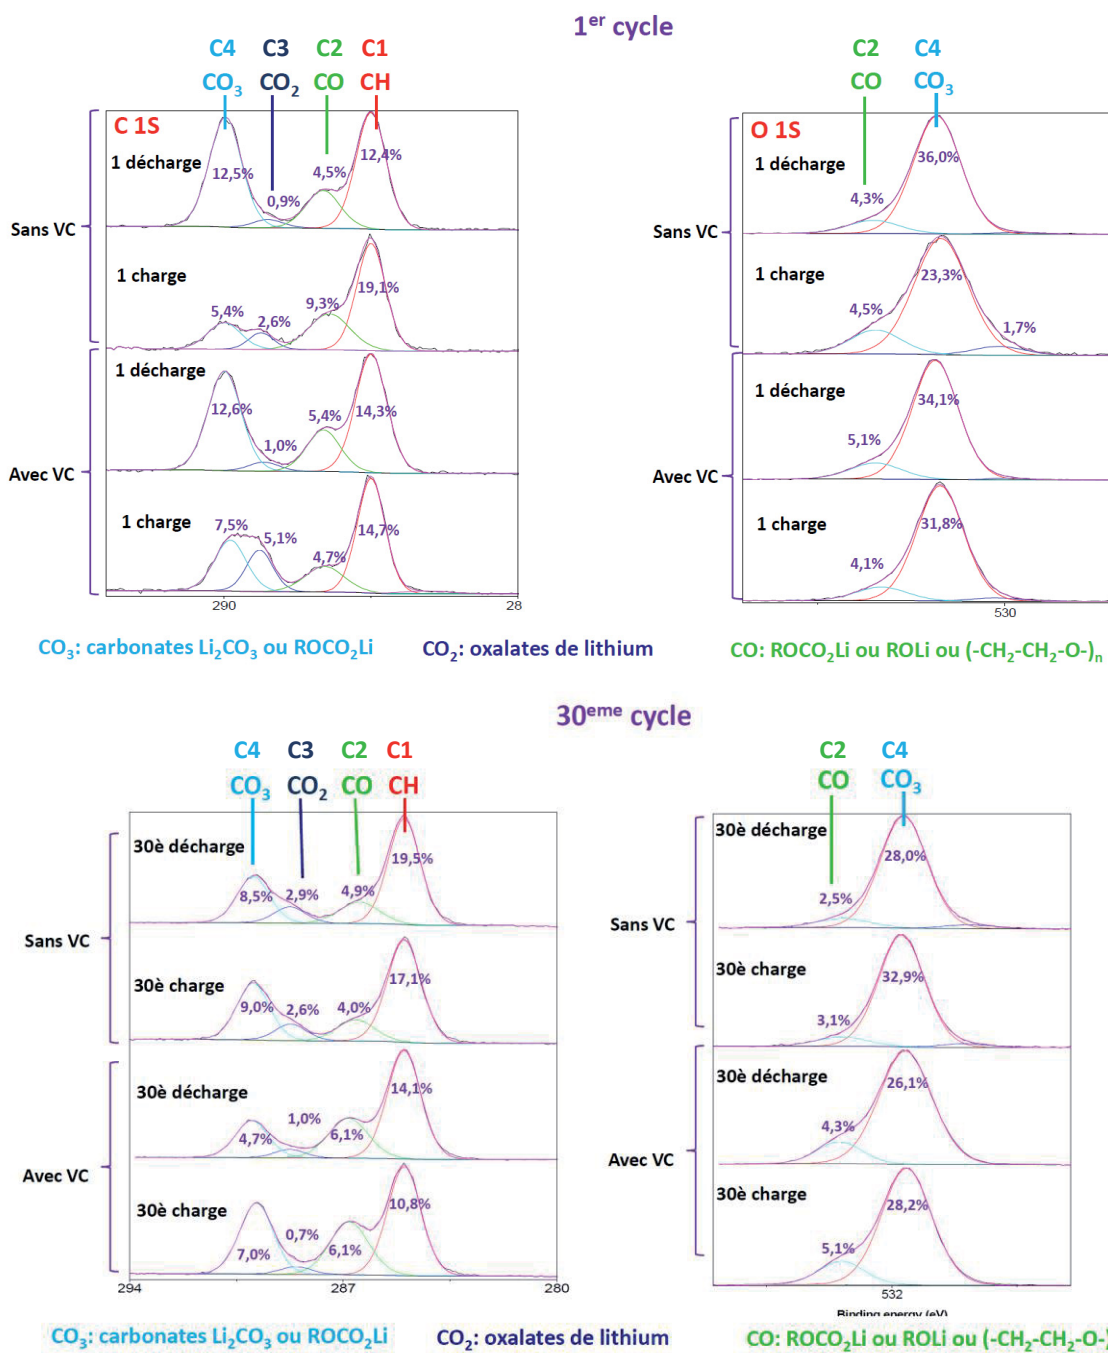 1er cycle
C4 C3 C2 C1
CO3 CO2 CO CH
C 1S
Sans VC
1 décharge
12,5%
0,9%
4,5%
12,4%
1 charge
5,4%
2,6%
9,3%
19,1%
Avec VC
1 décharge
12,6%
1,0%
5,4%
14,3%
1 charge
7,5%
5,1%
4,7%
14,7%
290 28
C2 C4
CO CO3
O 1S
Sans VC
1 décharge
4,3%
36,0%
1 charge
4,5%
23,3%
1,7%
Avec VC
1 décharge
5,1%
34,1%
1 charge
4,1%
31,8%
530
CO3: carbonates Li2CO3 ou ROCO2Li
CO2: oxalates de lithium
CO: ROCO2Li ou ROLi ou (-CH2-CH2-O-)n
30eme cycle
C4 C3 C2 C1
CO3 CO2 CO CH
Sans VC
30è décharge
8,5%
2,9%
4,9%
19,5%
30è charge
9,0%
2,6%
4,0%
17,1%
Avec VC
30è décharge
4,7%
1,0%
6,1%
14,1%
30è charge
7,0%
0,7%
6,1%
10,8%
294 287 280
C2 C4
CO CO3
Sans VC
30è décharge
2,5%
28,0%
30è charge
3,1%
32,9%
Avec VC
30è décharge
4,3%
26,1%
30è charge
5,1%
28,2%
532
Binding energy (eV)
CO3: carbonates Li2CO3 ou ROCO2Li
CO2: oxalates de lithium
CO: ROCO2Li ou ROLi ou (-CH2-CH2-O-)